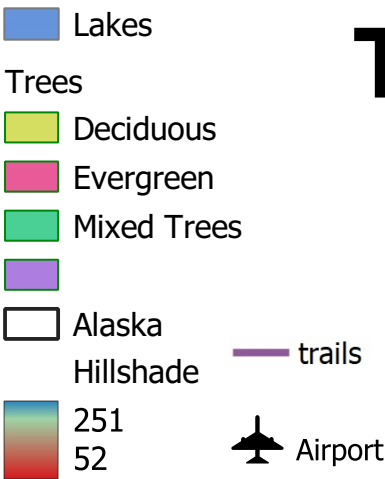 Lakes
Trees
Deciduous
Evergreen
Mixed Trees
Alaska
Hillshade
251
52
trails
Airport